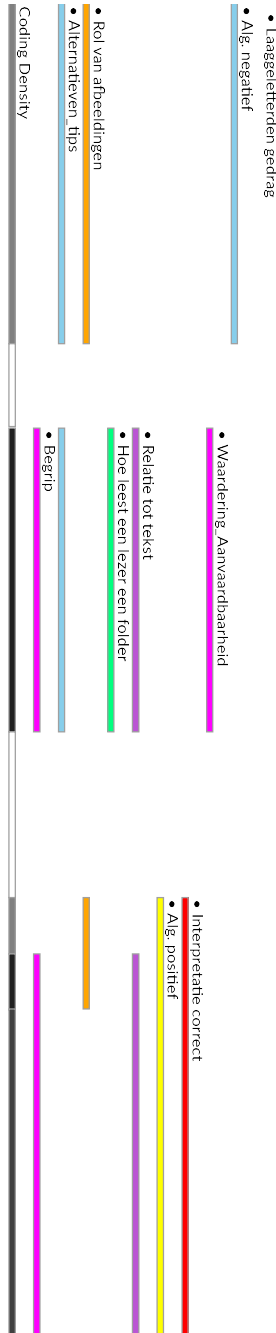 • Laaggeletterden gedrag
• Alg. negatief
• Waardering_Aanvaardbaarheid
• Interpretatie correct
• Alg. positief
• Relatie tot tekst
• Hoe leest een lezer een folder
• Rol van afbeeldingen
• Alternatieven_tips
• Begrip
Coding Density